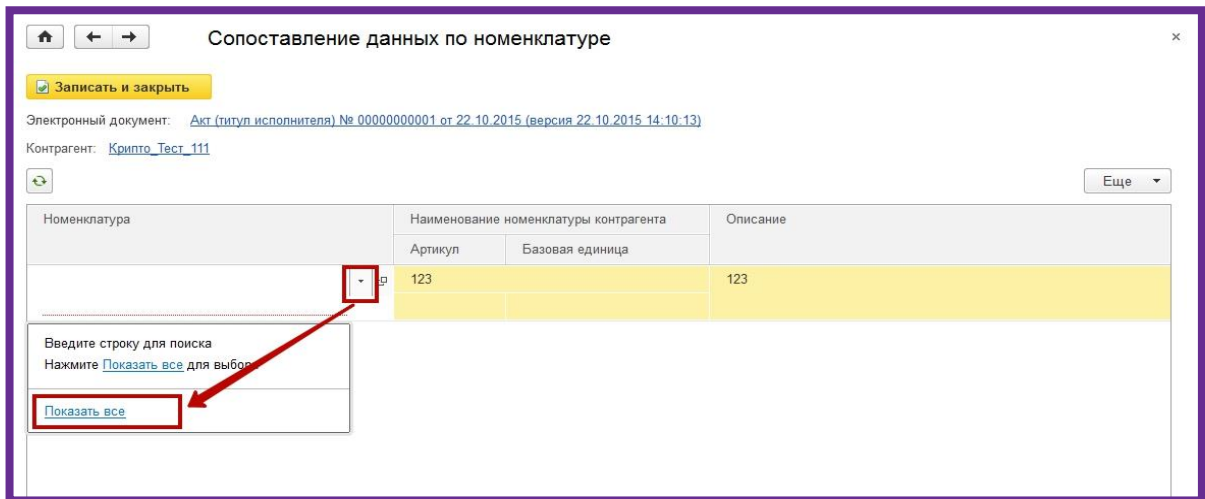 Сопоставление данных по номенклатуре
Записать и закрыть
Электронный документ: Акт (титул исполнителя) № 00000000001 от 22.10.2015 (версия 22.10.2015 14:10:13)
Контрагент: Крипто_Тест_111
Еще
Номенклатура Наименование номенклатуры контрагента Описание
Артикул Базовая единица
123 123
Введите строку для поиска
Нажмите Показать все для выбора
Показать все